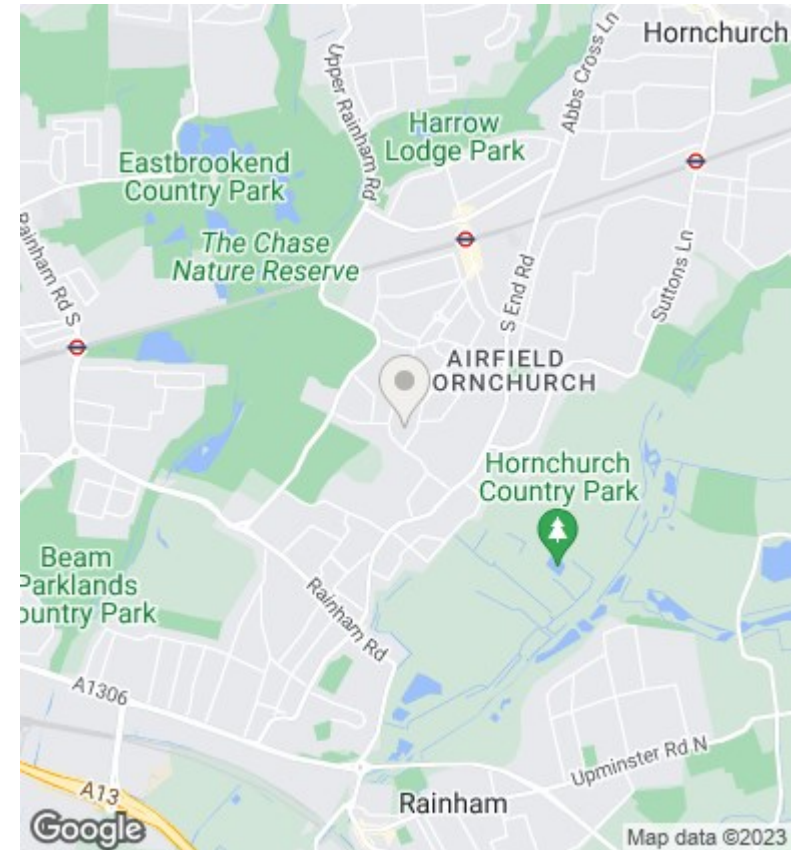 Hornchurch
Abbs Cross Ln
Upper Rainham Rd
Harrow
Lodge Park
Eastbrookend
Country Park
The Chase
Nature Reserve
Rainham Rd S
S End Rd
Suttons Ln
AIRFIELD
ORNCHURCH
Hornchurch
Country Park
Beam
Parklands
ountry Park
Rainham Rd
A1306
A13
Upminster Rd N
Rainham
Google
Map data ©2023